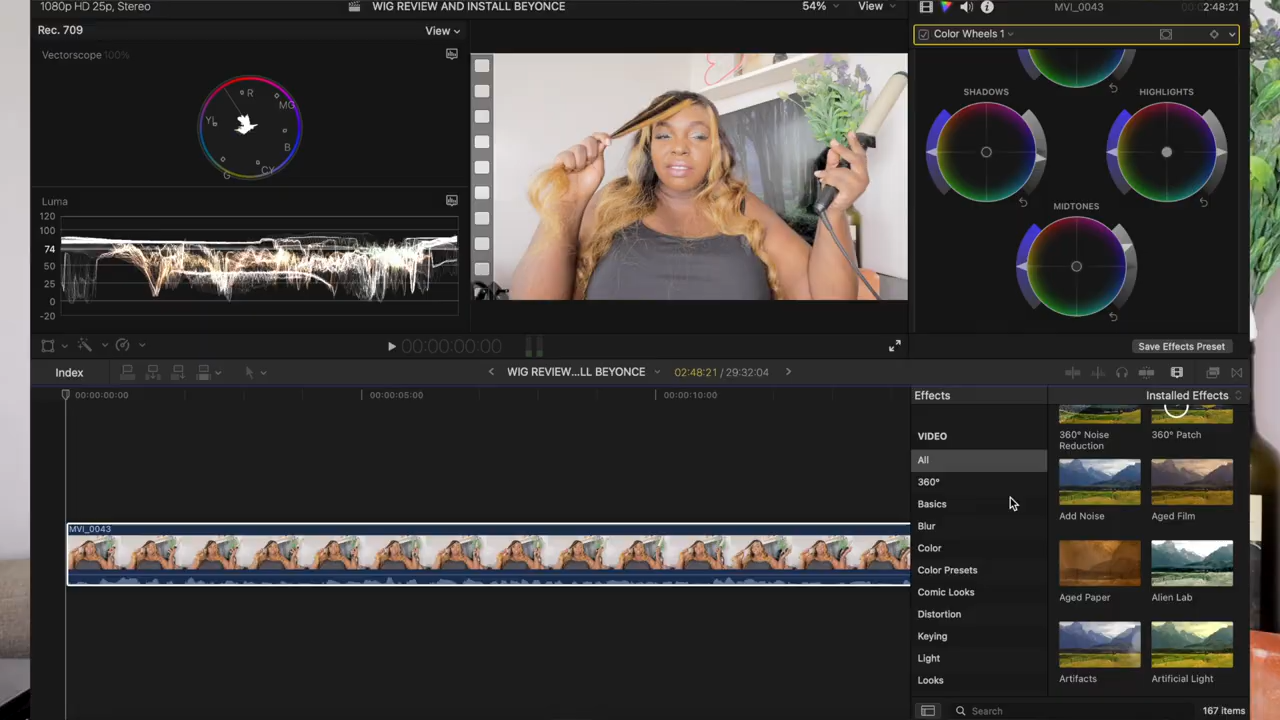 1080p HD 25p, Stereo
WIG REVIEW AND INSTALL BEYONCE
54%
View
MVI_0043
2:48:21
Rec. 709
View
Color Wheels 1
Vectorscope 100%
R
MG
YL
B
CY
G
SHADOWS
HIGHLIGHTS
MIDTONES
Luma
120
100
74
50
25
0
-20
00:00:00:00
Save Effects Preset
Index
WIG REVIEW...LL BEYONCE
02:48:21 / 29:32:04
00:00:00:00
00:00:05:00
00:00:10:00
Effects
Installed Effects
VIDEO
All
360°
Basics
Blur
Color
Color Presets
Comic Looks
Distortion
Keying
Light
Looks
360° Noise
Reduction
360° Patch
Add Noise
Aged Film
Aged Paper
Alien Lab
Artifacts
Artificial Light
MVI_0043
Search
167 items